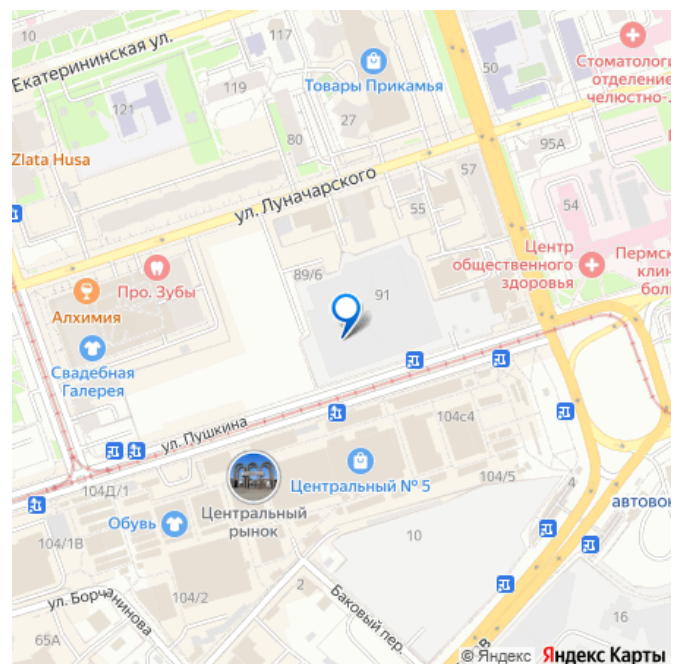 117
Екатерининская ул.
50
Стоматологи
отделение
челюстно-
Товары Прикамья
119
121
27
80
95А
Zlata Husa
57
ул. Луначарского
55
54
Центр
общественного
здоровья
Пермск
клин
бол
89/6
91
Про. Зубы
Алхимия
Свадебная
Галерея
ул. Пушкина
104с4
104/5
Центральный № 5
4
104Д/1
автовок
Обувь
Центральный
рынок
10
104/1В
2
104/2
ул. Борчанинова
Баковый пер.
16
65А
© Яндекс Яндекс Карты